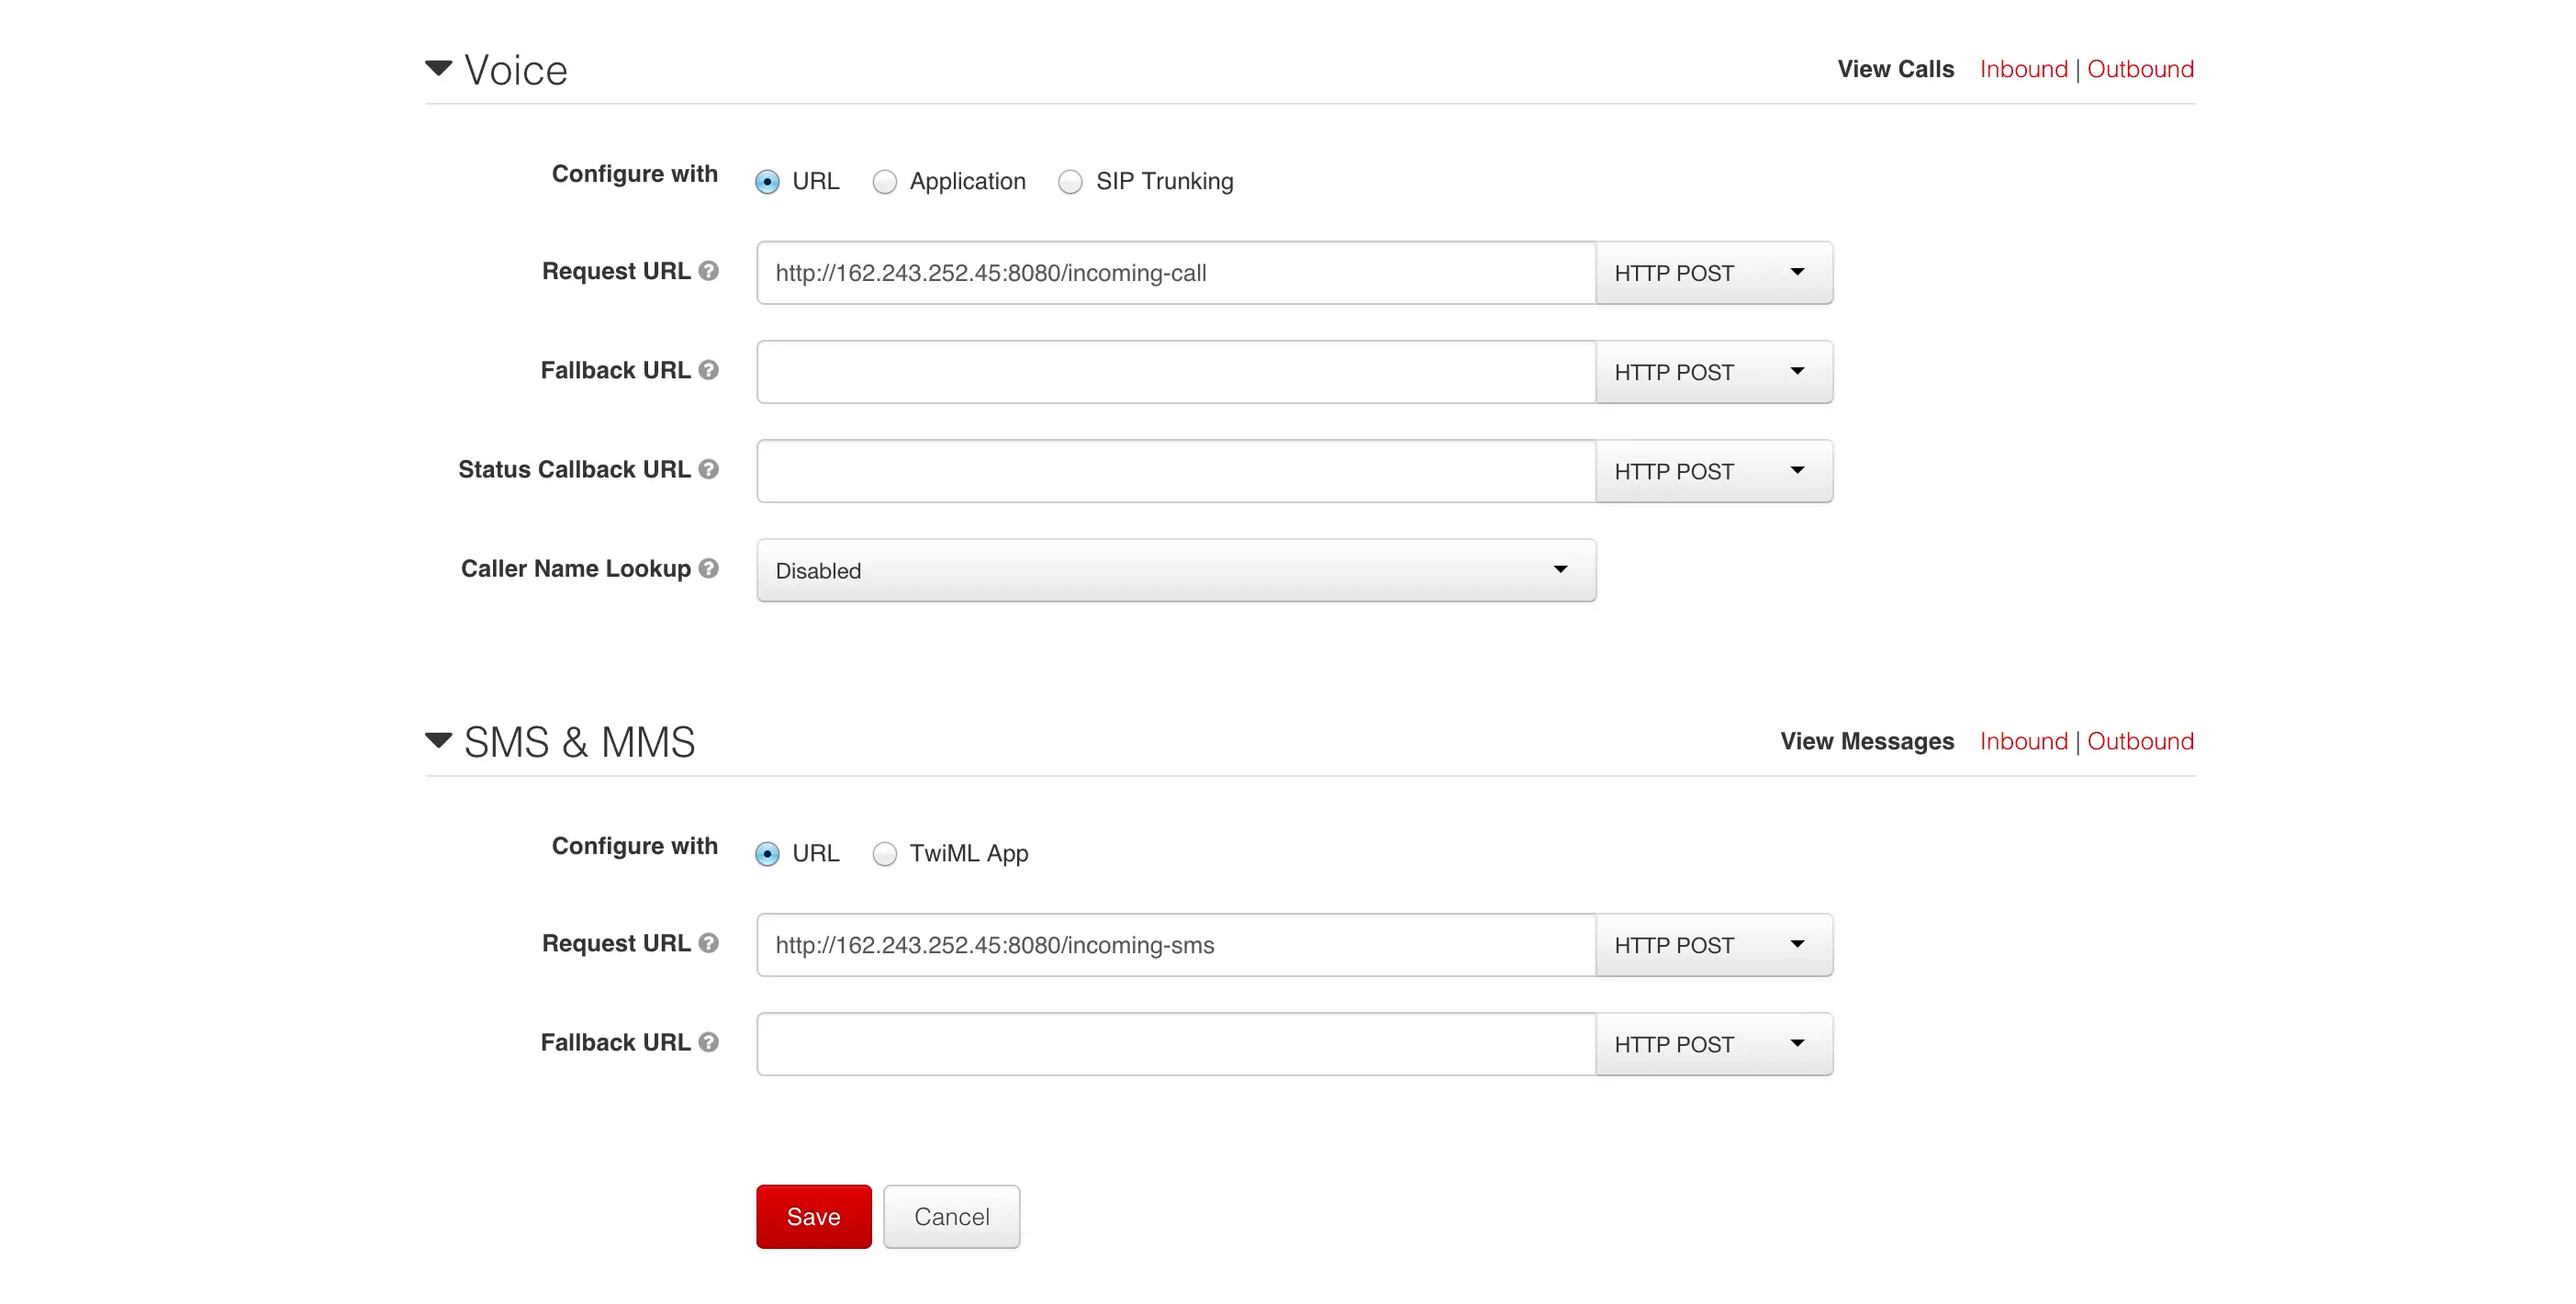 Voice View Calls Inbound | Outbound
Configure with URL Application SIP Trunking
Request URL ? http://162.243.252.45:8080/incoming-call HTTP POST
Fallback URL ? HTTP POST
Status Callback URL ? HTTP POST
Caller Name Lookup ? Disabled
SMS & MMS View Messages Inbound | Outbound
Configure with URL TwiML App
Request URL ? http://162.243.252.45:8080/incoming-sms HTTP POST
Fallback URL ? HTTP POST
Save Cancel